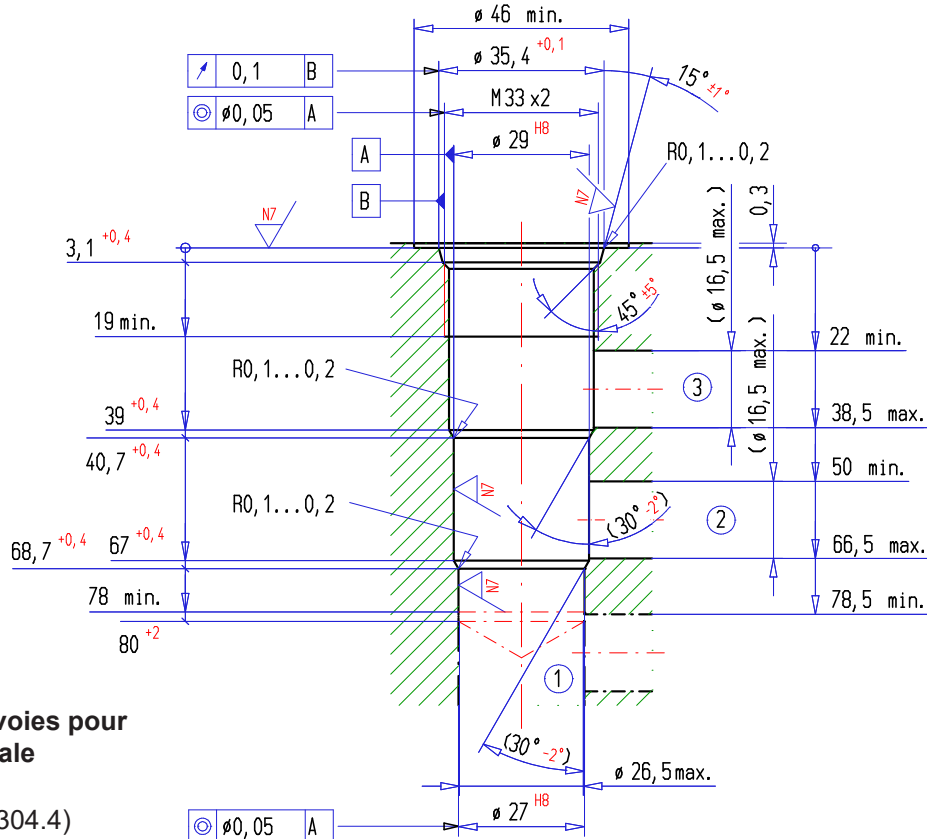 ø 46 min.
ø 35,4 +0,1
0,1 B
ø0,05 A
M33 x2
15° ±1°
ø 29 H8
A
B
R0,1...0,2
N7
N7
0,3
(ø 16,5 max.)
3,1 +0,4
45° ±5°
19 min.
22 min.
(ø 16,5 max.)
R0,1...0,2
3
39 +0,4
38,5 max.
40,7 +0,4
50 min.
R0,1...0,2
N7
(30° -2°)
2
68,7 +0,4
67 +0,4
66,5 max.
N7
78 min.
78,5 min.
80 +2
1
voies pour
ale
(30° -2°)
ø 26,5max.
304.4)
ø 27 H8
ø0,05 A